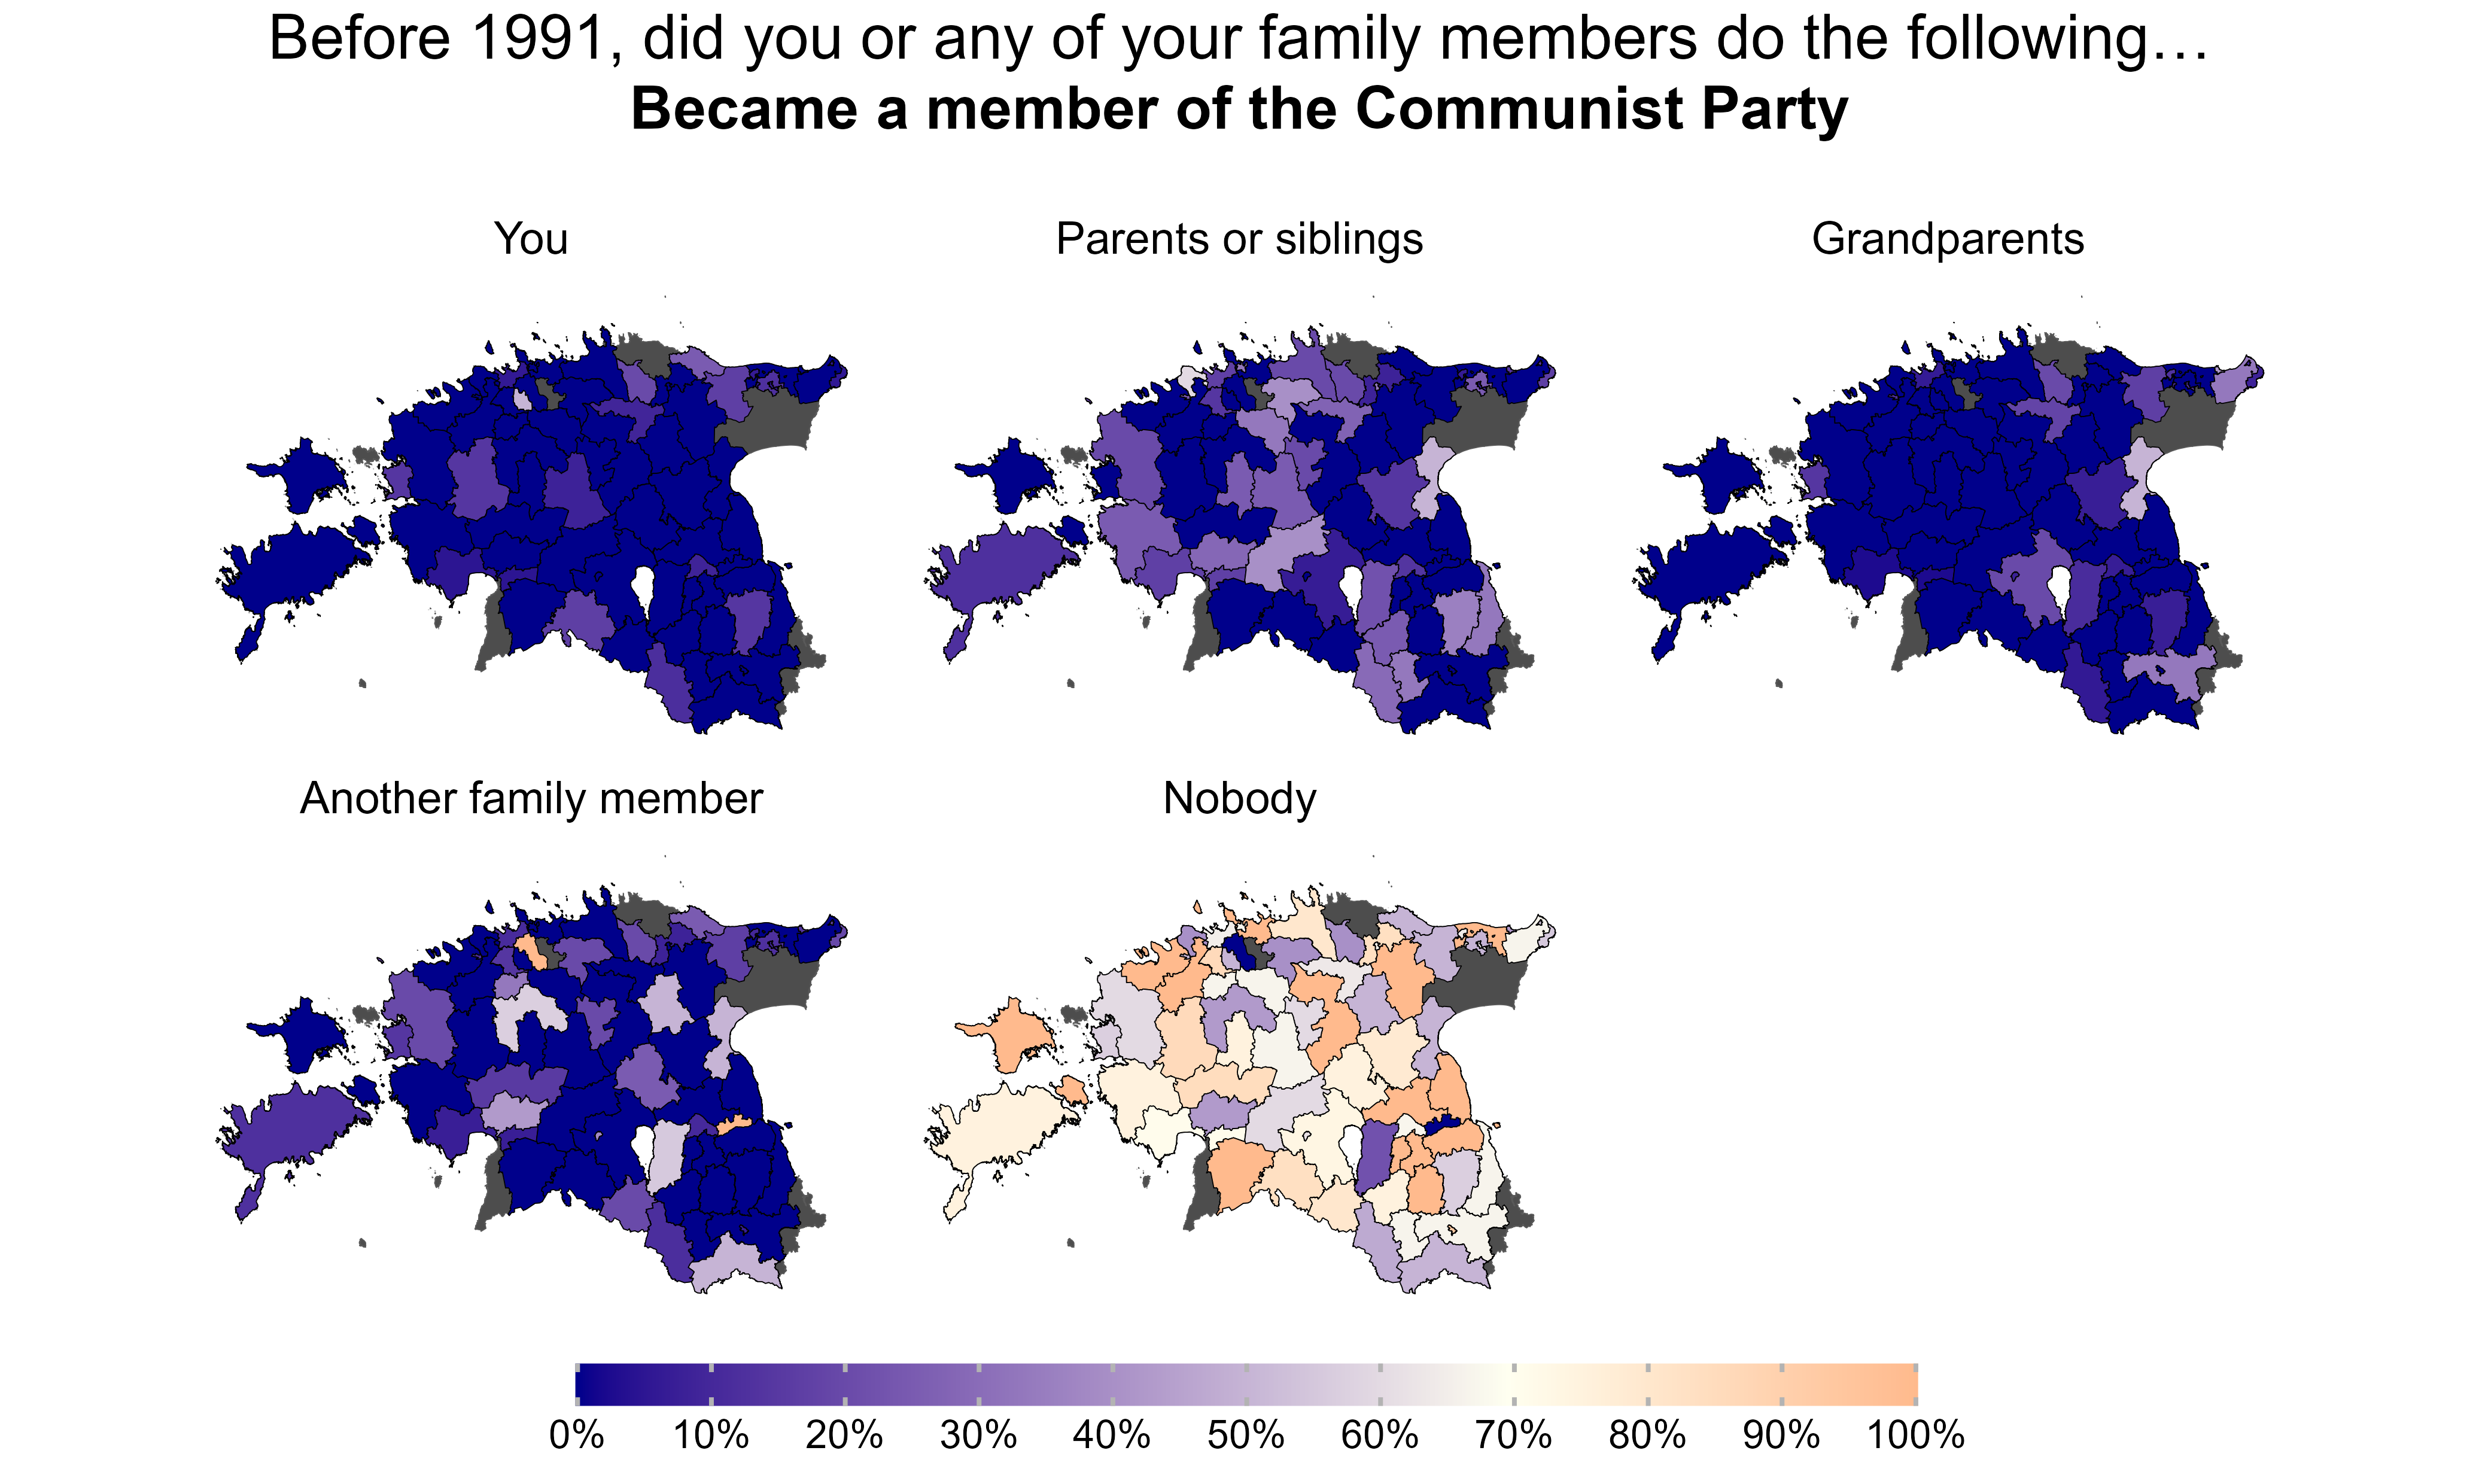 Before 1991, did you or any of your family members do the following…
Became a member of the Communist Party
You
Parents or siblings
Grandparents
Another family member
Nobody
0% 10% 20% 30% 40% 50% 60% 70% 80% 90% 100%